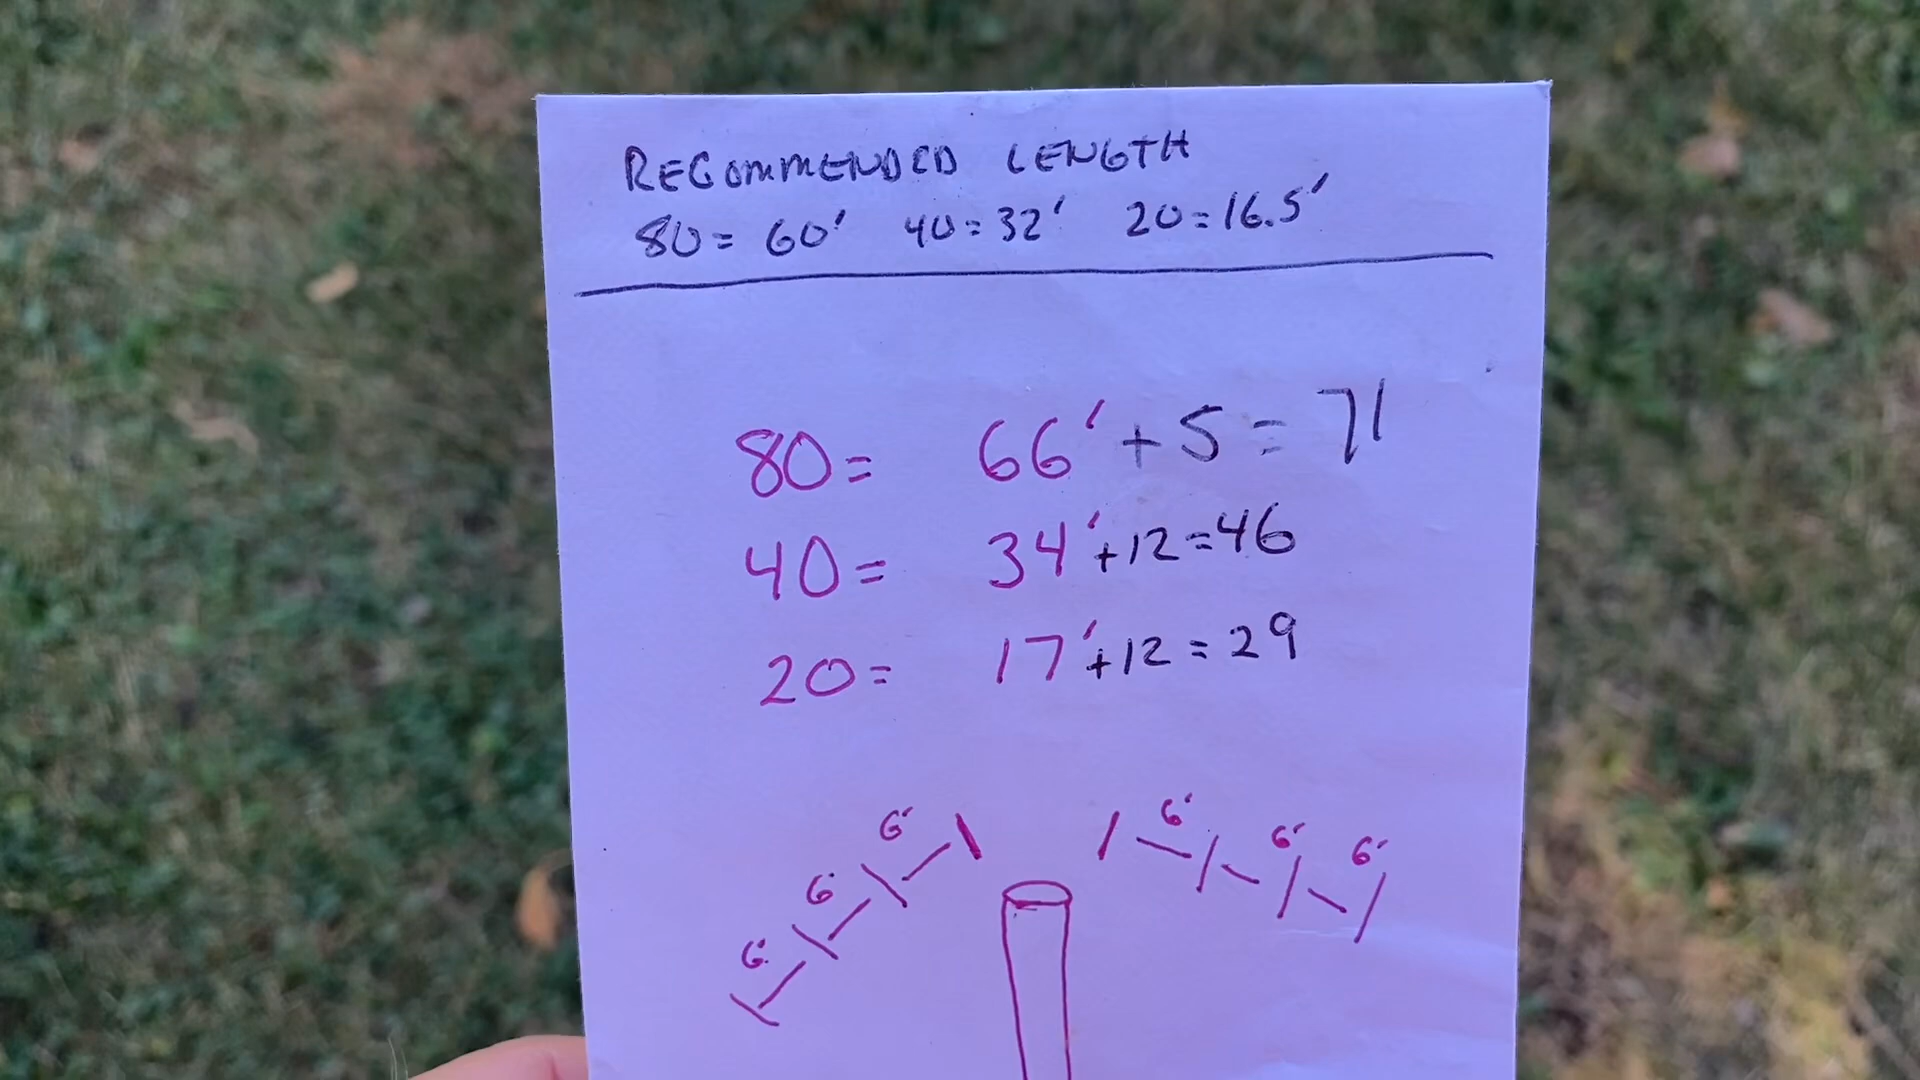 RECOMMENDED LENGTH
80= 60' 40=32' 20=16.5'
80= 66'+5=71
40= 34'+12=46
20= 17'+12=29
6' 6'
6' 6' 6'
6'